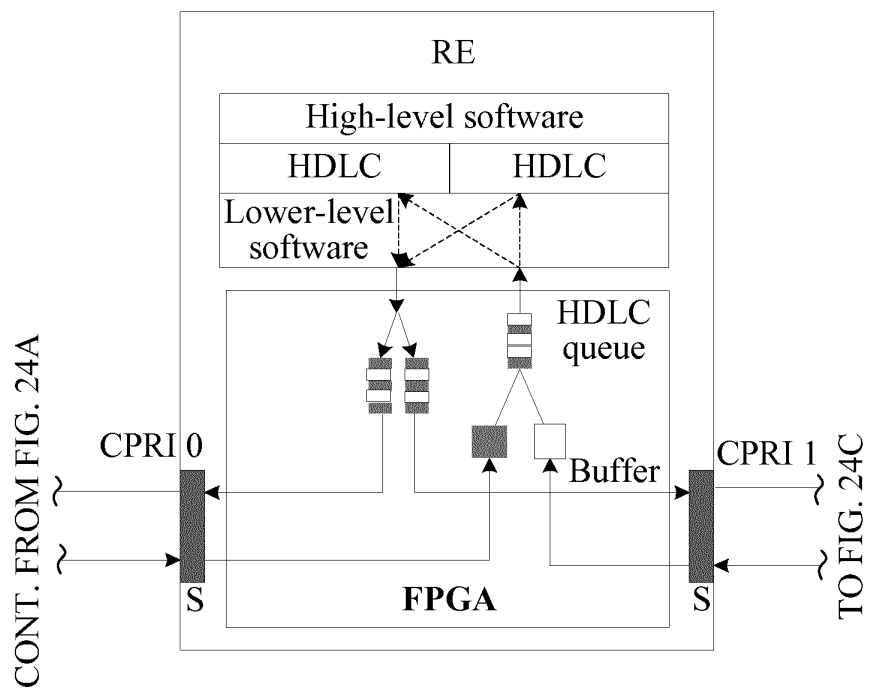 RE
High-level software
HDLC
HDLC
Lower-level
software
HDLC
queue
CONT. FROM FIG. 24A
CPRI 0
Buffer
CPRI 1
TO FIG. 24C
S
FPGA
S